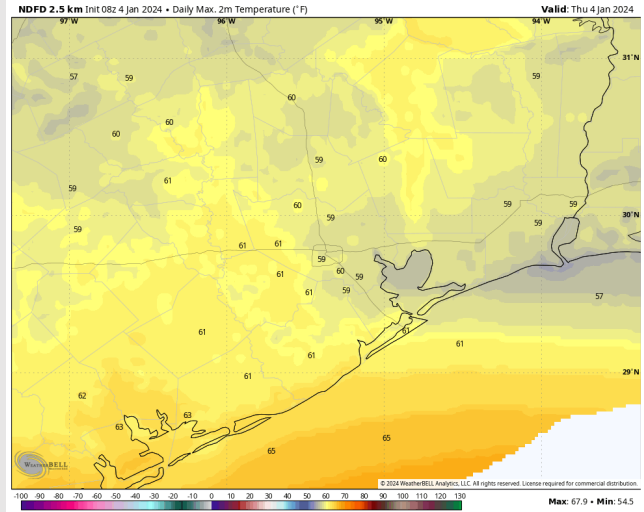 NDFD 2.5 km Init 08z 4 Jan 2024 • Daily Max. 2m Temperature (°F)
Valid: Thu 4 Jan 2024
97°W 96°W 95°W 94°W
31°N
57 59 59
60
60
60
59 60
61
59
60 59 59
59 30°N
59 59
61 61
59
61 60 59
61 59 57
61 61
61
61
29°N
61
62
63
63
65
65
WEATHERBELL
© 2024 WeatherBELL Analytics, LLC. All rights reserved. License required for commercial distribution.
-100 -90 -80 -70 -60 -50 -40 -30 -20 -10 0 10 20 30 40 50 60 70 80 90 100 110 120 130
Max: 67.9 • Min: 54.5